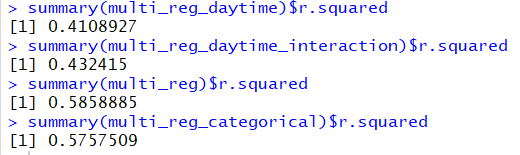 > summary(multi_reg_daytime)$r.squared
[1] 0.4108927
> summary(multi_reg_daytime_interaction)$r.squared
[1] 0.432415
> summary(multi_reg)$r.squared
[1] 0.5858885
> summary(multi_reg_categorical)$r.squared
[1] 0.5757509